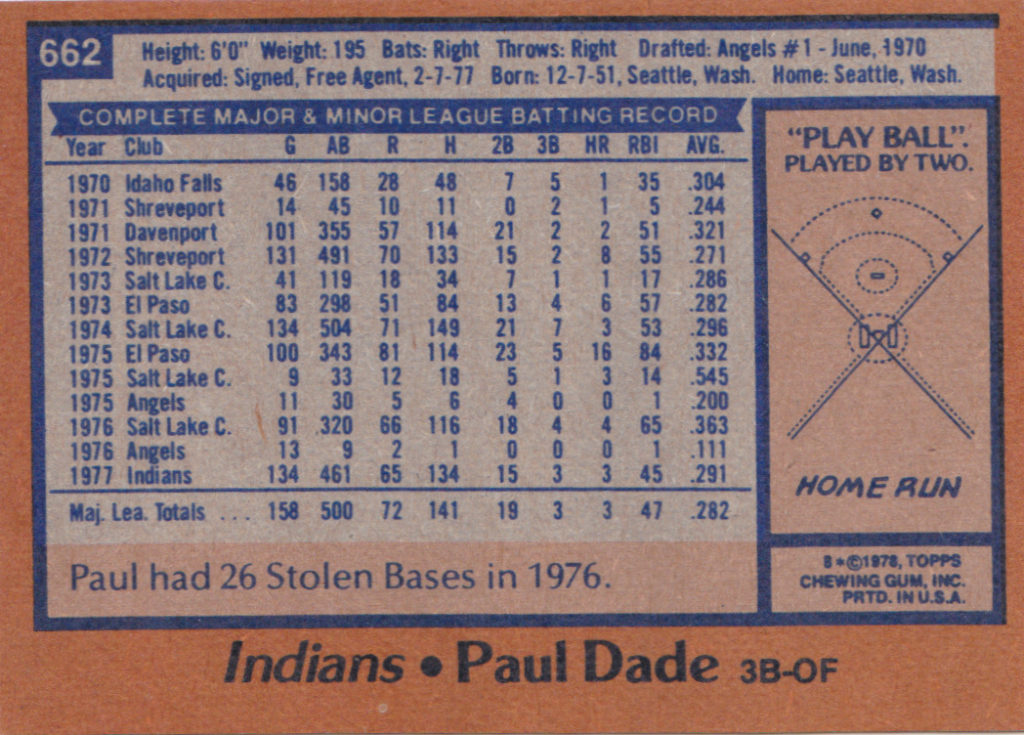 662
Height: 6'0" Weight: 195 Bats: Right Throws: Right Drafted: Angels #1 - June, 1970
Acquired: Signed, Free Agent, 2-7-77 Born: 12-7-51, Seattle, Wash. Home: Seattle, Wash.
COMPLETE MAJOR & MINOR LEAGUE BATTING RECORD
Year Club G AB R H 2B 3B HR RBI AVG.
1970 Idaho Falls 46 158 28 48 7 5 1 35 .304
1971 Shreveport 14 45 10 11 0 2 1 5 .244
1971 Davenport 101 355 57 114 21 2 2 51 .321
1972 Shreveport 131 491 70 133 15 2 8 55 .271
1973 Salt Lake C. 41 119 18 34 7 1 1 17 .286
1973 El Paso 83 298 51 84 13 4 6 57 .282
1974 Salt Lake C. 134 504 71 149 21 7 3 53 .296
1975 El Paso 100 343 81 114 23 5 16 84 .332
1975 Salt Lake C. 9 33 12 18 5 1 3 14 .545
1975 Angels 11 30 5 6 4 0 0 1 .200
1976 Salt Lake C. 91 320 66 116 18 4 4 65 .363
1976 Angels 13 9 2 1 0 0 0 1 .111
1977 Indians 134 461 65 134 15 3 3 45 .291
Maj. Lea. Totals ... 158 500 72 141 19 3 3 47 .282
Paul had 26 Stolen Bases in 1976.
"PLAY BALL".
PLAYED BY TWO.
HOME RUN
8*©1978, TOPPS
CHEWING GUM, INC.
PRTD. IN U.S.A.
Indians • Paul Dade 3B-OF